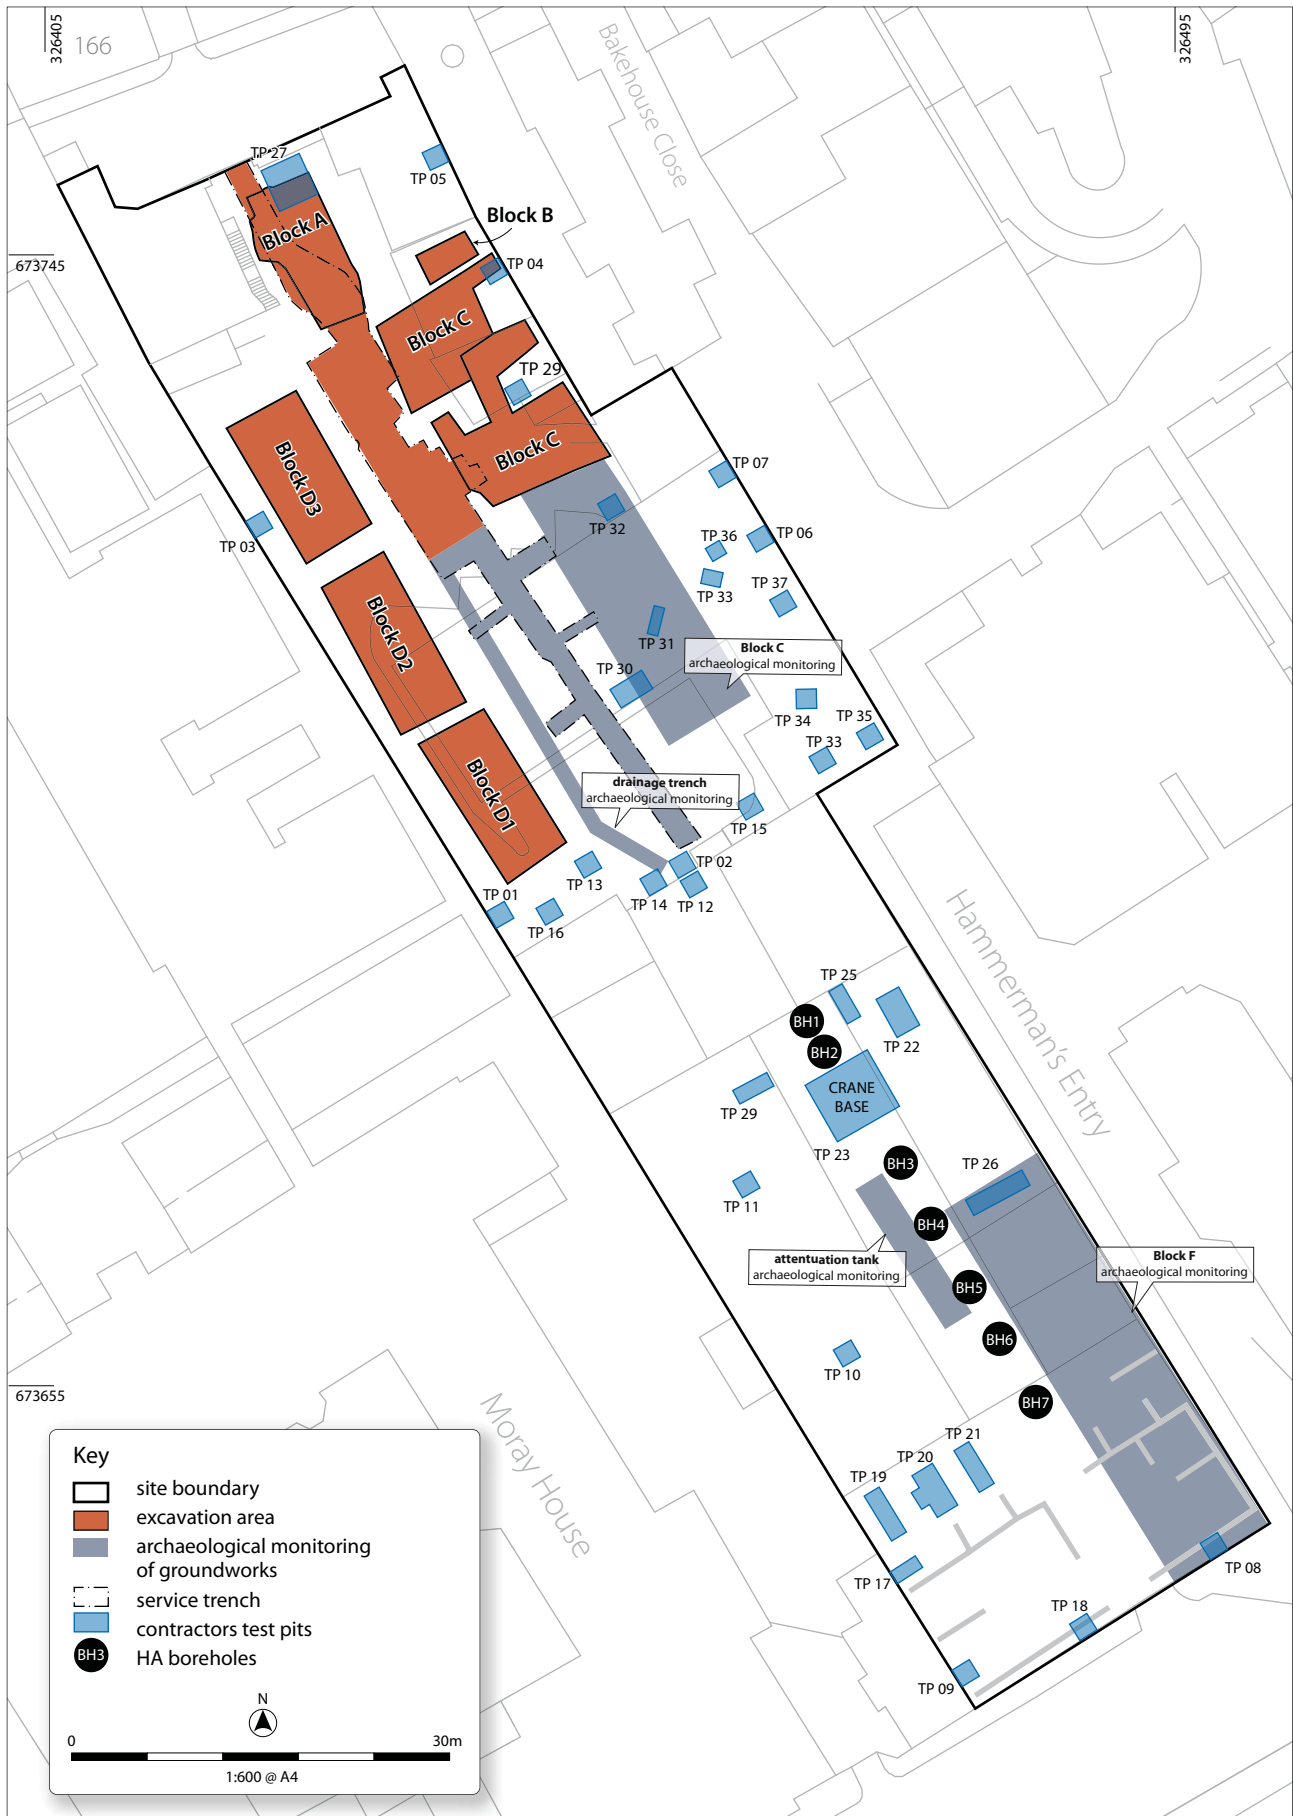 326405
166
326495
Bakehouse Close
TP 27
TP 05
Block A
Block B
673745
TP 04
Block C
TP 29
Block C
Block D3
TP 07
TP 32
TP 03
TP 36
TP 06
TP 33
TP 37
Block D2
TP 31
Block C
archaeological monitoring
TP 30
TP 34
TP 35
TP 33
Block D1
drainage trench
archaeological monitoring
TP 15
TP 02
TP 13
TP 14
TP 12
TP 01
TP 16
Hammerman's Entry
TP 25
BH1
BH2
TP 22
CRANE
BASE
TP 29
TP 23
BH3
TP 26
TP 11
BH4
attentuation tank
archaeological monitoring
Block F
archaeological monitoring
BH5
BH6
TP 10
673655
BH7
Moray House
TP 21
TP 20
TP 19
TP 17
TP 08
TP 18
TP 09
Key
site boundary
excavation area
archaeological monitoring
of groundworks
service trench
contractors test pits
BH3
HA boreholes
N
0
30m
1:600 @ A4